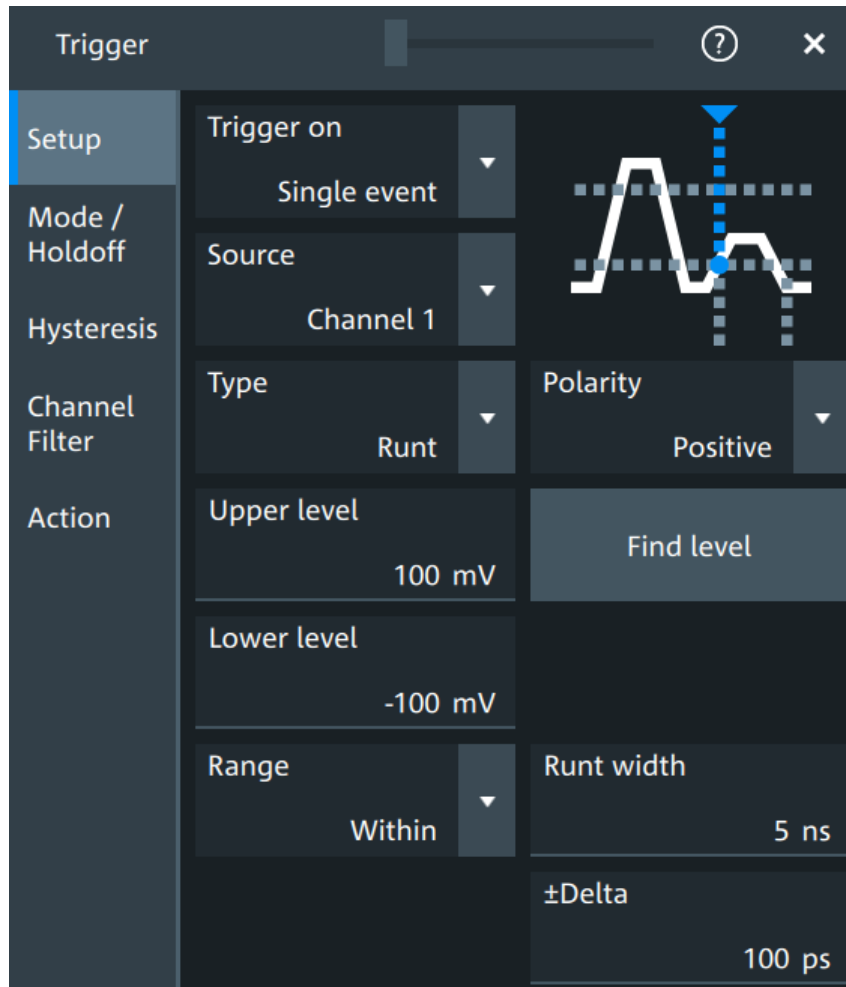 Trigger
?
Setup
Mode /
Holdoff
Hysteresis
Channel
Filter
Action
Trigger on
Single event
Source
Channel 1
Type
Runt
Polarity
Positive
Upper level
100 mV
Find level
Lower level
-100 mV
Range
Within
Runt width
5 ns
±Delta
100 ps